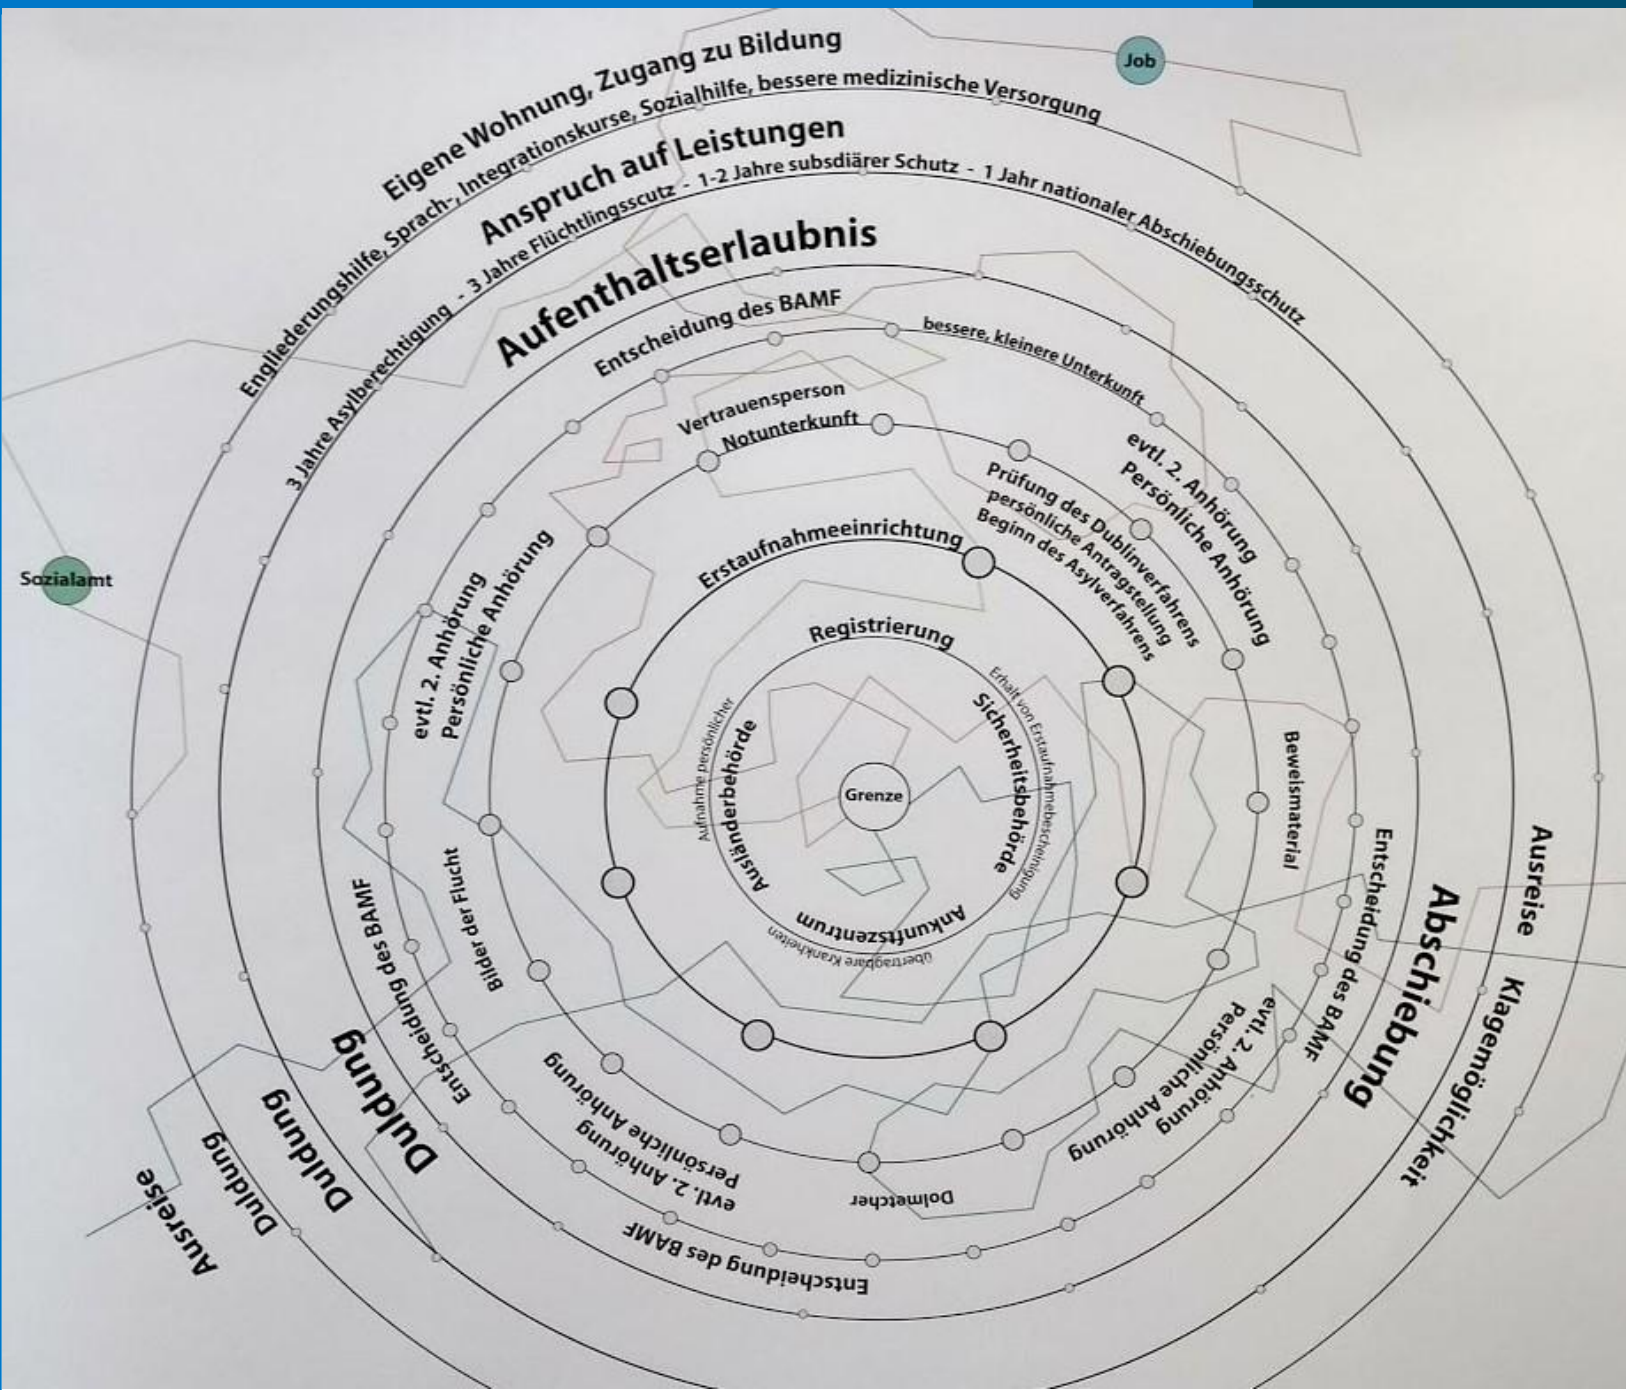 Job
Eigene Wohnung, Zugang zu Bildung
Engliederungshilfe, Sprach-, Integrationskurse, Sozialhilfe, bessere medizinische Versorgung
Anspruch auf Leistungen
3 Jahre Asylberechtigung - 3 Jahre Flüchtlingsscutz - 1-2 Jahre subsdiärer Schutz - 1 Jahr nationaler Abschiebungsschutz
Aufenthaltserlaubnis
Entscheidung des BAMF
bessere, kleinere Unterkunft
Vertrauensperson
Notunterkunft
evtl. 2. Anhörung
Persönliche Anhörung
Prüfung des Dublinverfahrens
persönliche Antragstellung
Beginn des Asylverfahrens
Erstaufnahmeeinrichtung
Sozialamt
evtl. 2. Anhörung
Persönliche Anhörung
Registrierung
Erhalt von Erstaufnahmebescheinigung
Sicherheitsbehörde
Aufnahme persönlicher
Ausländerbehörde
Grenze
Ankunftszentrum
übertragbare Krankheiten
Beweismaterial
Entscheidung des BAMF
Ausreise
Abschiebung
Klagemöglichkeit
Bilder der Flucht
Entscheidung des BAMF
evtl. 2. Anhörung
Persönliche Anhörung
Persönliche Anhörung
evtl. 2. Anhörung
Dolmetcher
Entscheidung des BAMF
Duldung
Duldung
Duldung
Ausreise